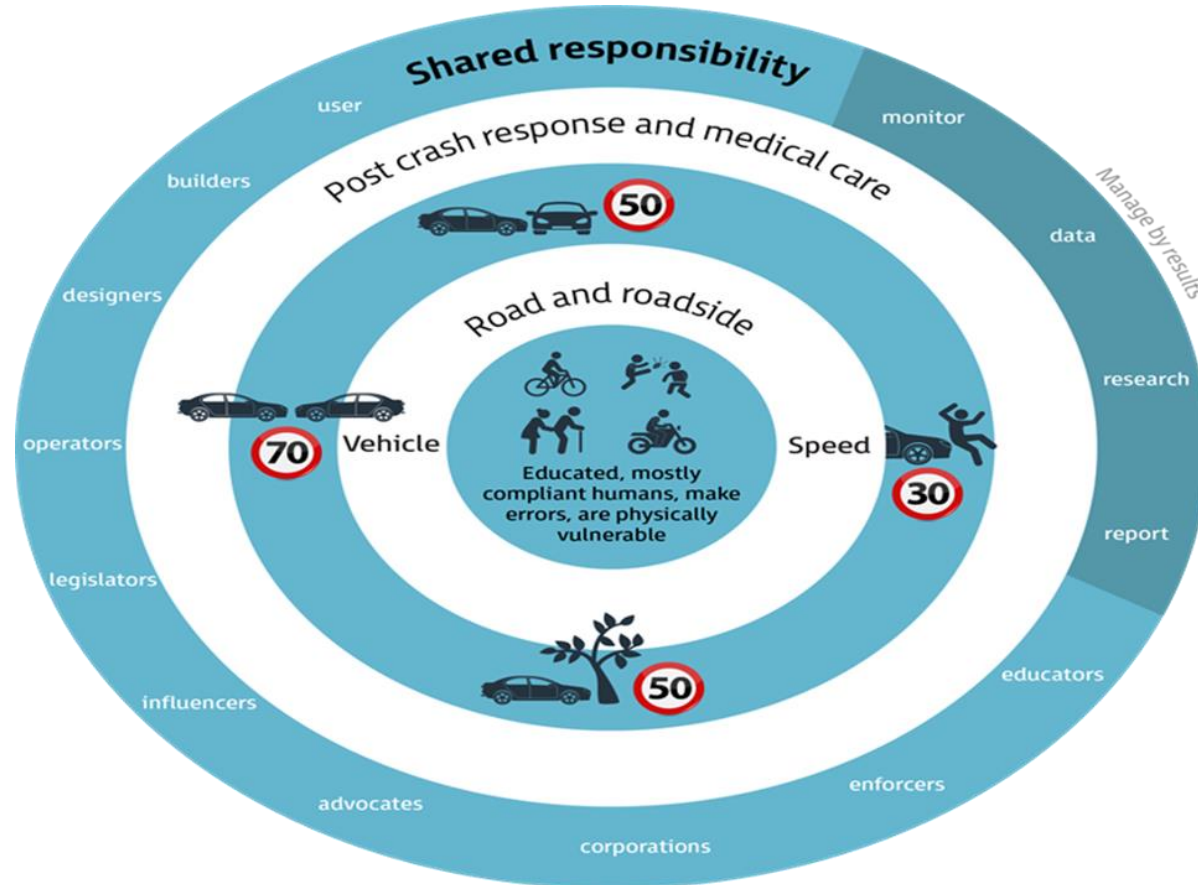 Shared responsibility
user
monitor
Post crash response and medical care
builders
Manage by results
50
data
designers
Road and roadside
research
operators
70
Vehicle
Speed
30
Educated, mostly
compliant humans, make
errors, are physically
vulnerable
report
legislators
50
educators
influencers
enforcers
advocates
corporations